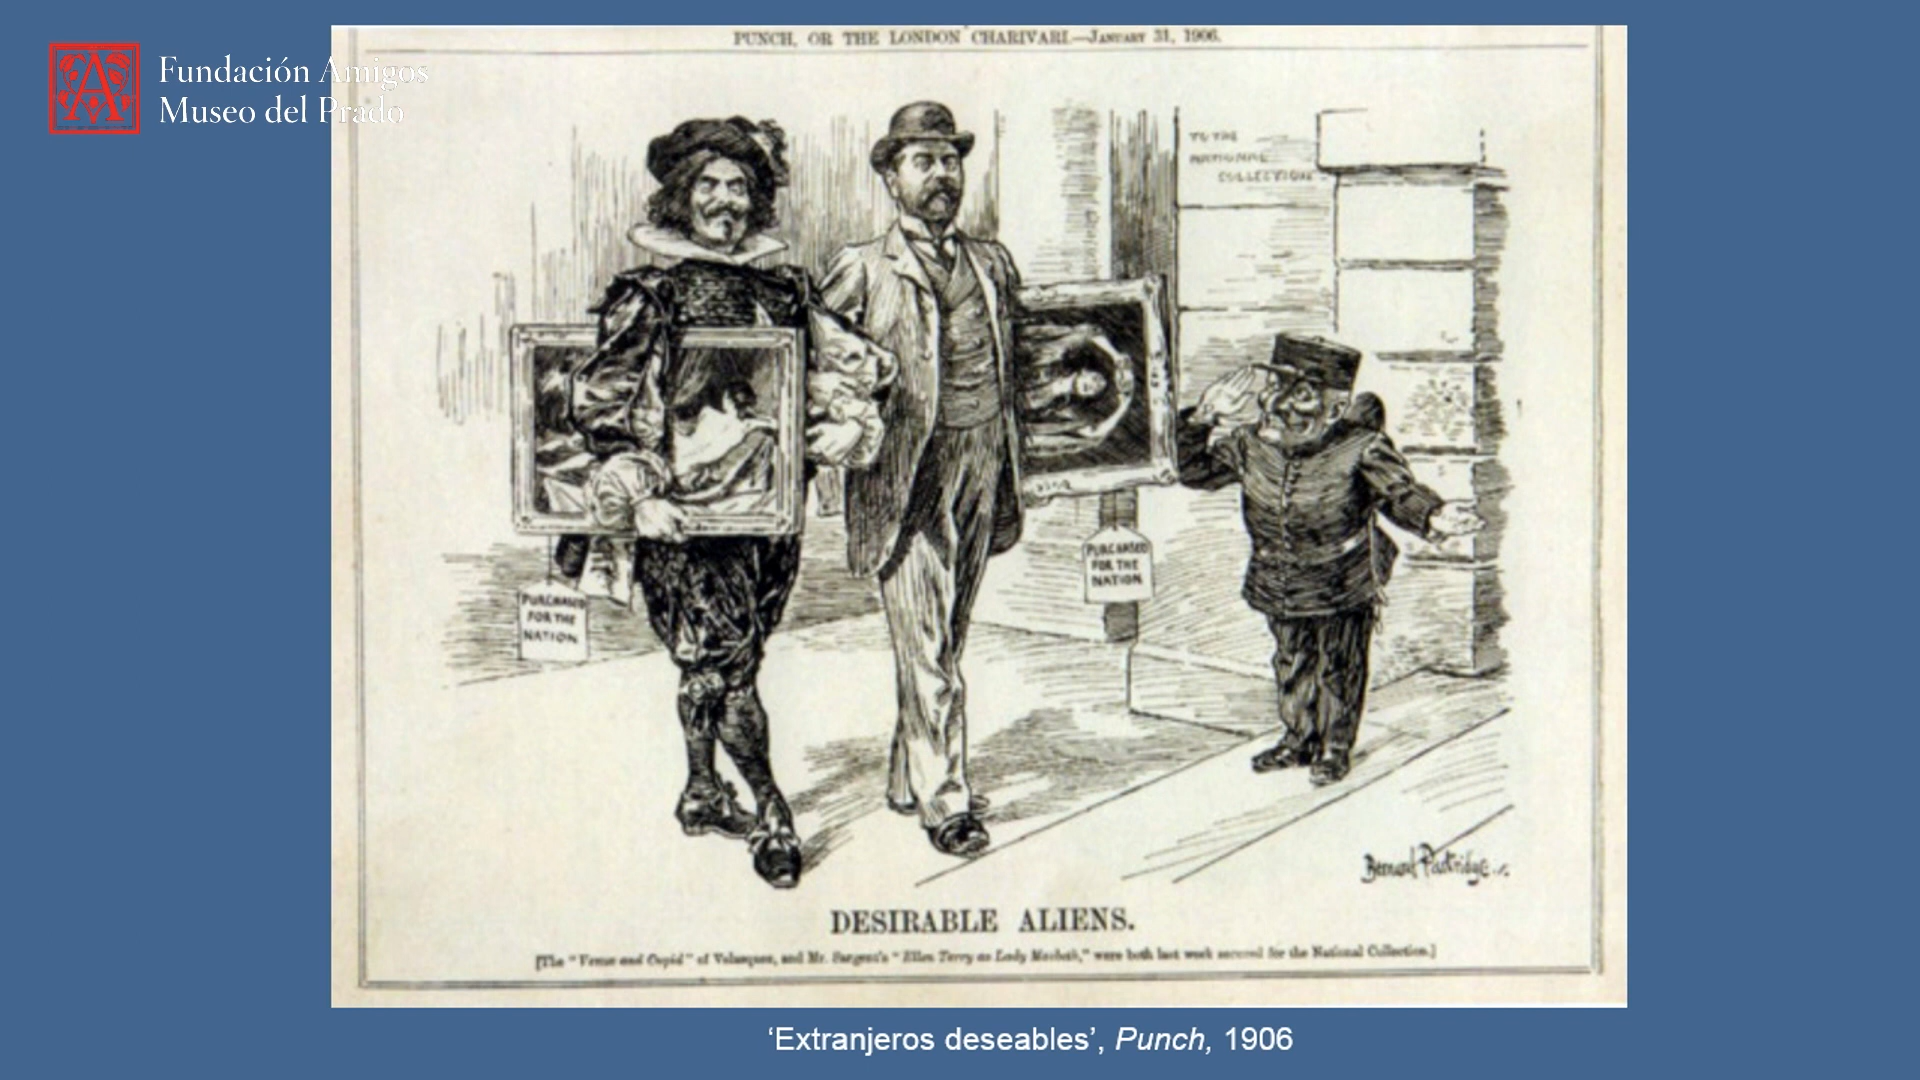 Fundación Amigos
Museo del Prado
PUNCH, OR THE LONDON CHARIVARI.—JANUARY 31, 1906.
TO THE
NATIONAL
COLLECTION
PURCHASED
FOR THE
NATION
PURCHASED
FOR THE
NATION
Bernard Partridge
DESIRABLE ALIENS.
[The "Venus and Cupid" of Velasquez, and Mr. Sargent's "Ellen Terry as Lady Macbeth," were both last week secured for the National Collection.]
'Extranjeros deseables', Punch, 1906